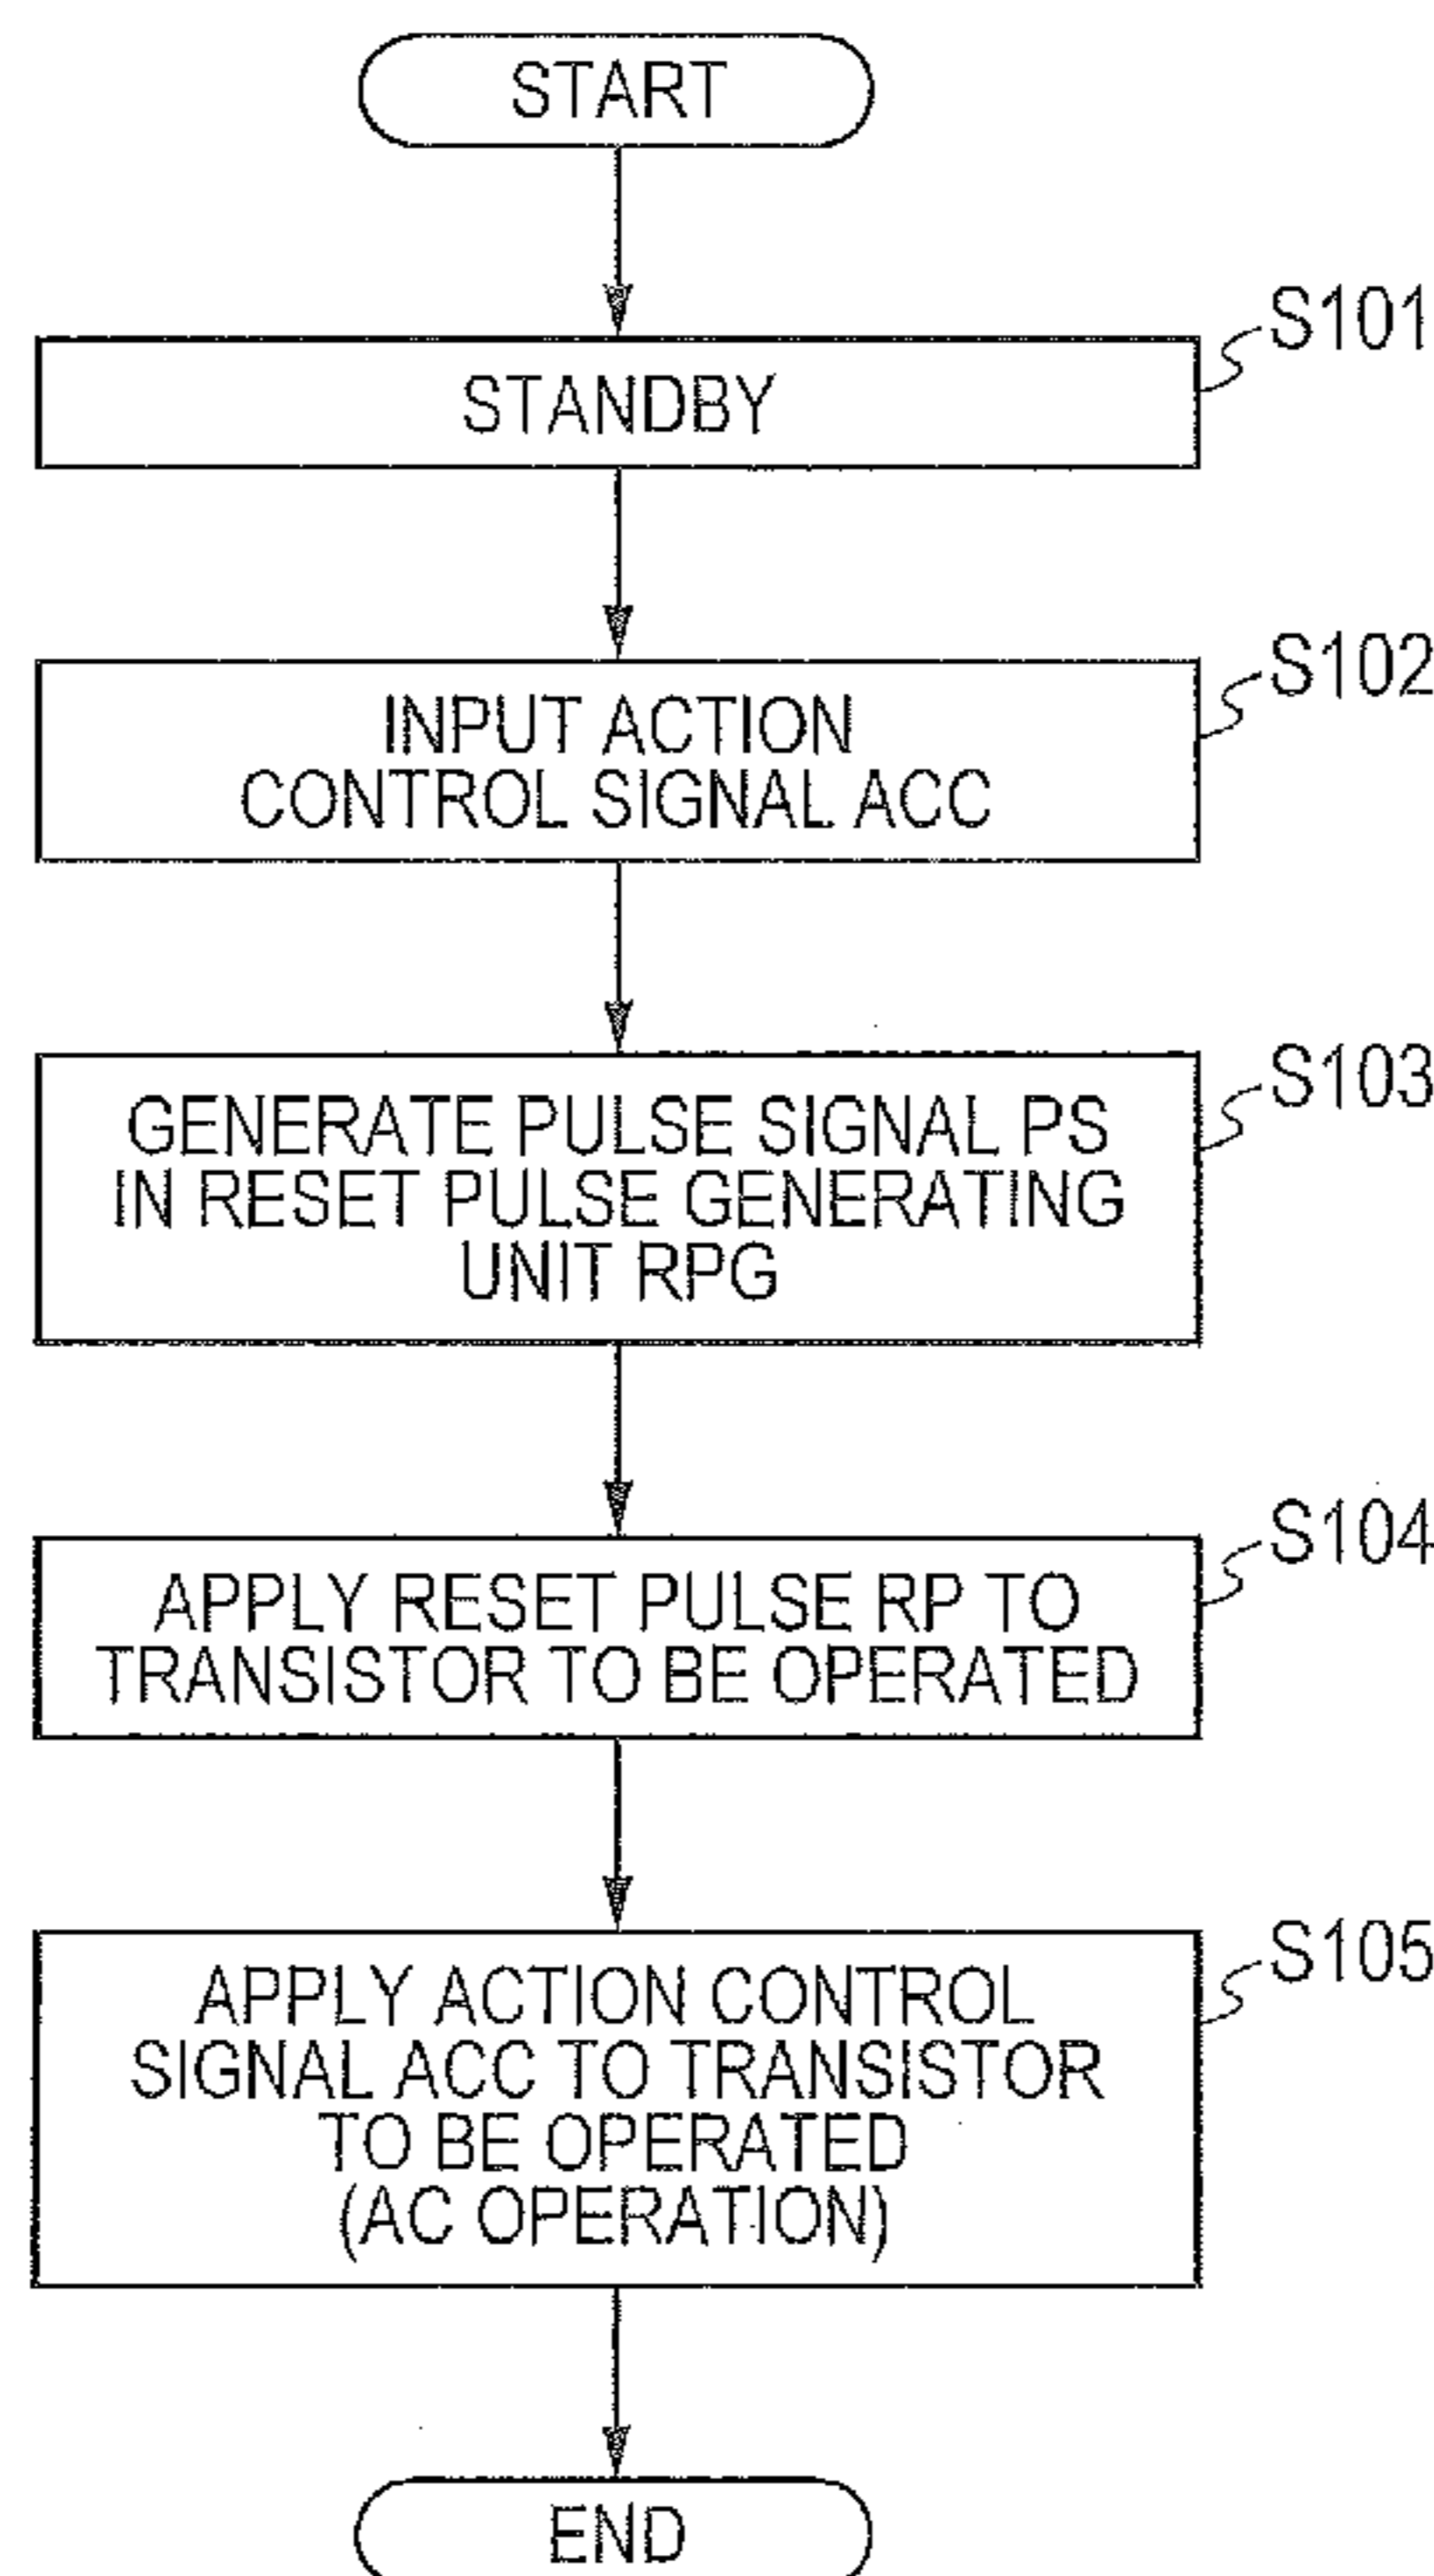 START
S101
STANDBY
S102
INPUT ACTION
CONTROL SIGNAL ACC
S103
GENERATE PULSE SIGNAL PS
IN RESET PULSE GENERATING
UNIT RPG
S104
APPLY RESET PULSE RP TO
TRANSISTOR TO BE OPERATED
S105
APPLY ACTION CONTROL
SIGNAL ACC TO TRANSISTOR
TO BE OPERATED
(AC OPERATION)
END